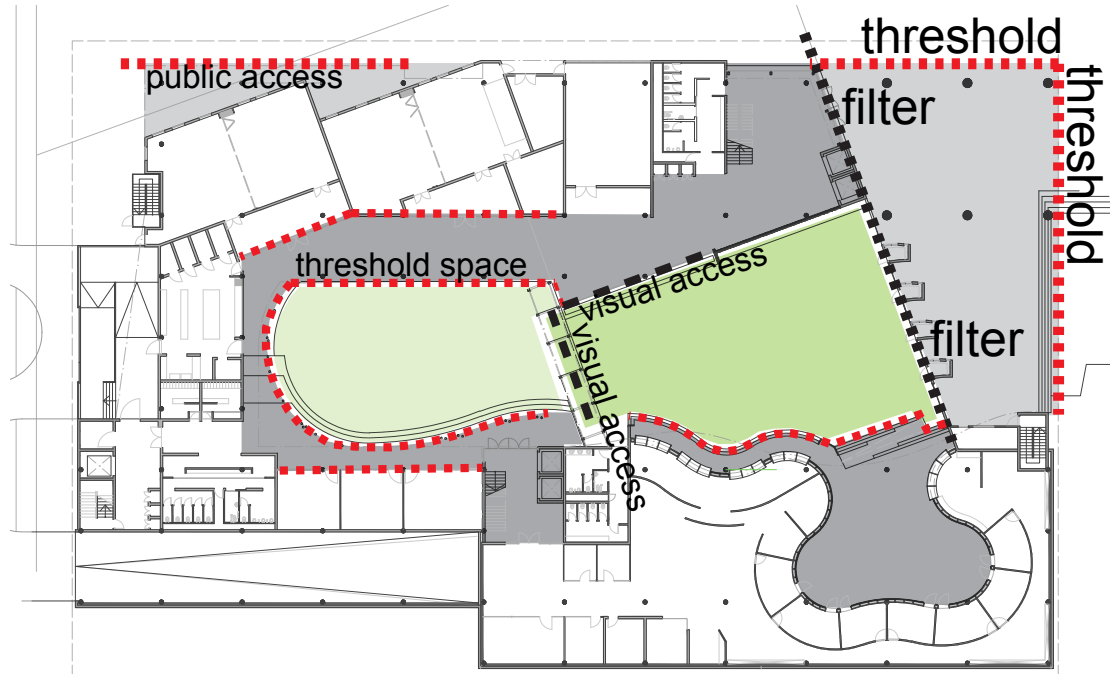 threshold
public access
threshold
filter
threshold space
visual access
visual access
filter